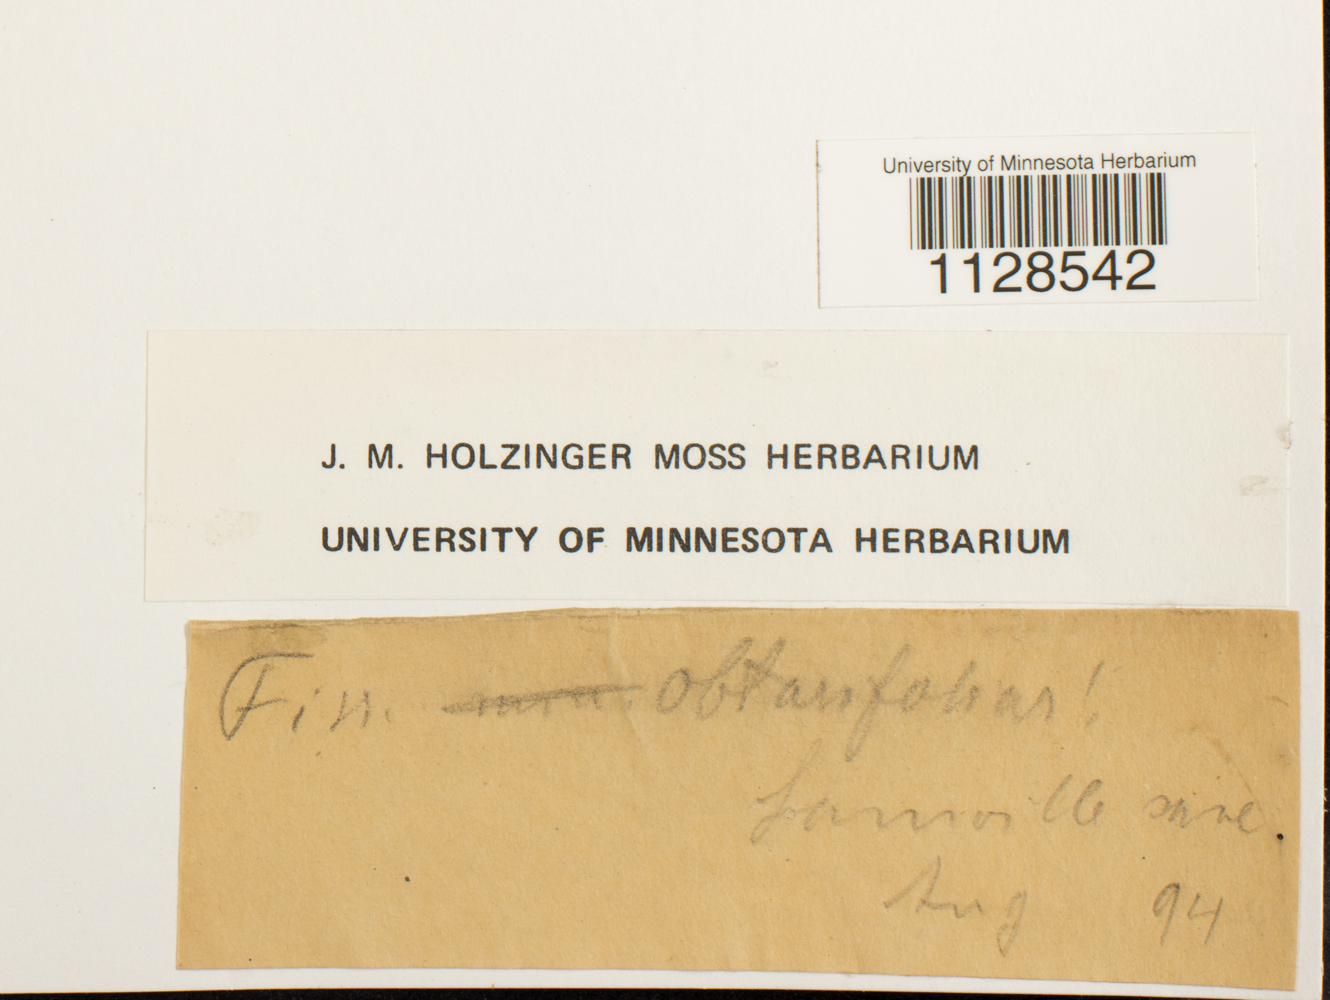 University of Minnesota Herbarium
1128542
J. M. HOLZINGER MOSS HERBARIUM
UNIVERSITY OF MINNESOTA HERBARIUM
Fiss. obtusifolius!
Aug 94